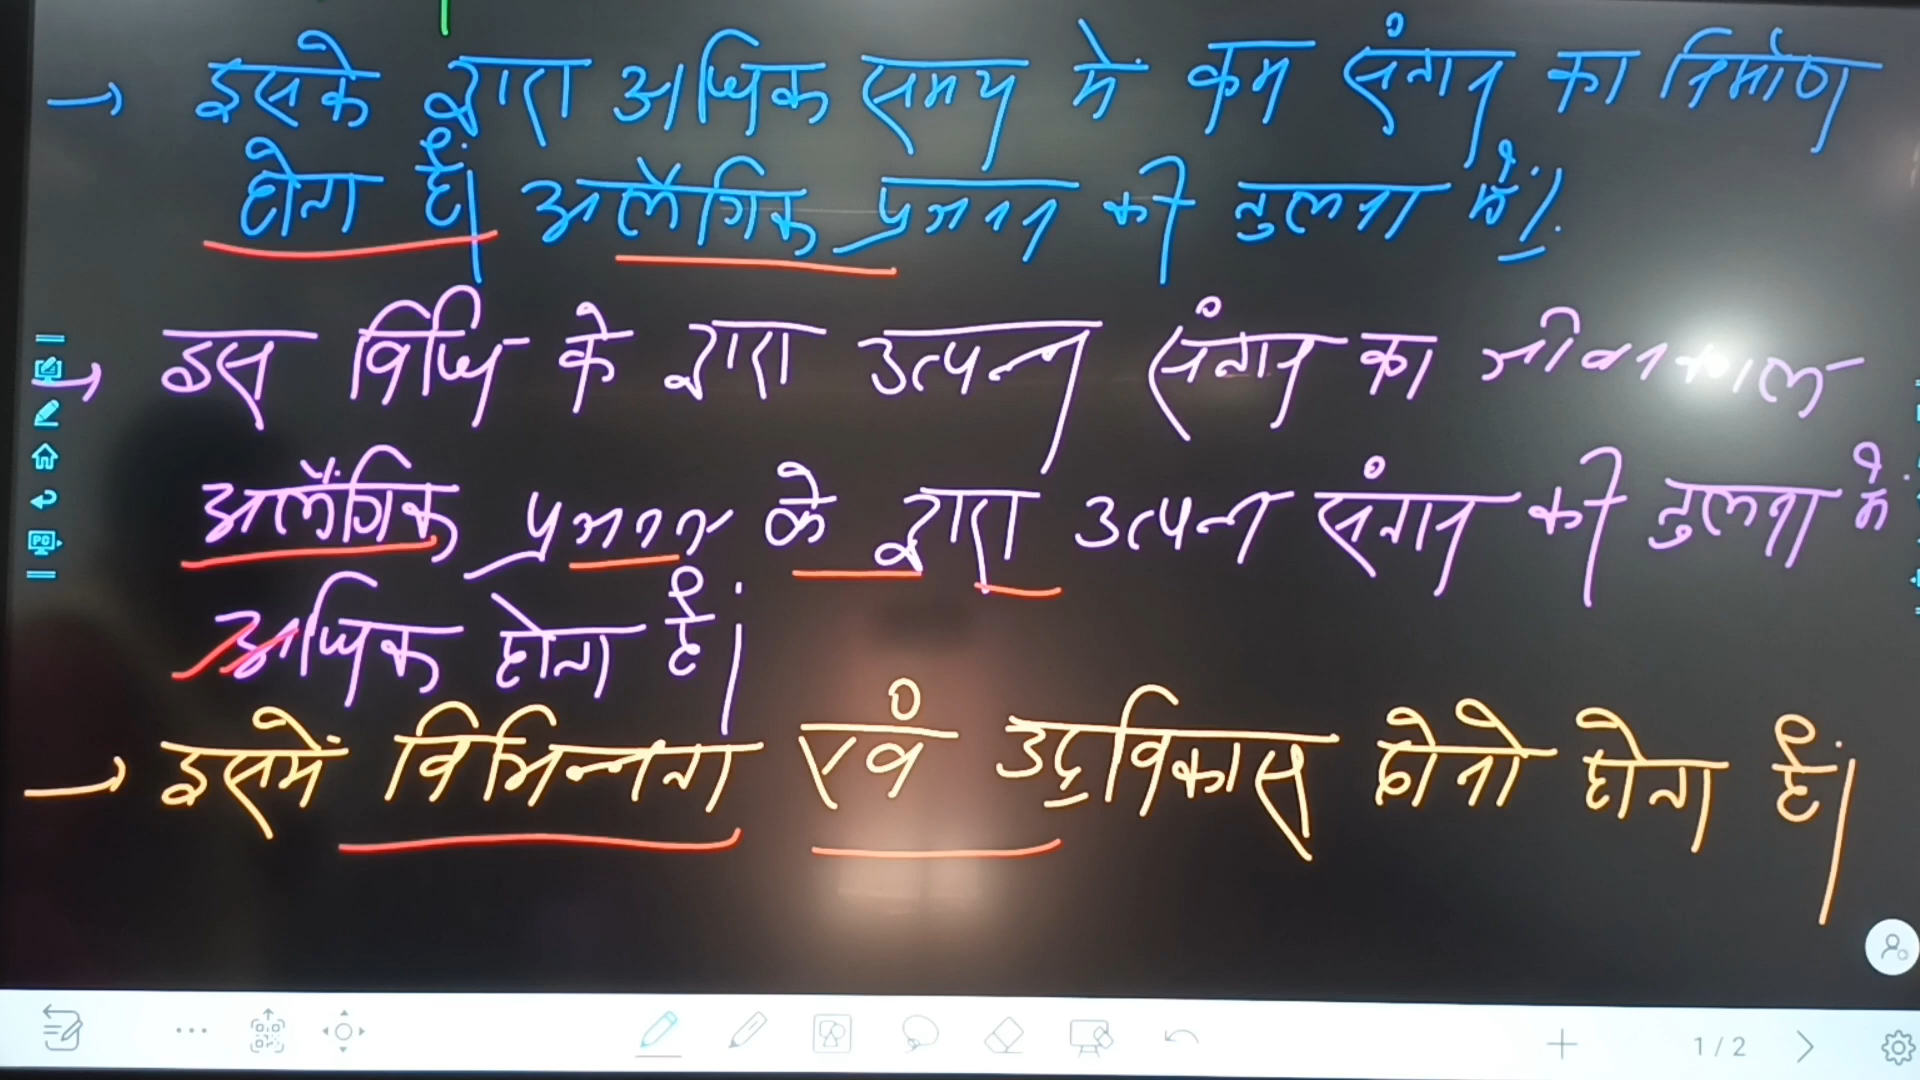 → इसके द्वारा अधिक समय में कम संतान का निर्माण
होता है। अलैंगिक प्रजनन की तुलना में।
→ इस विधि के द्वारा उत्पन्न संतान का जीवनकाल
अलैंगिक प्रजनन के द्वारा उत्पन्न संतान की तुलना में
अधिक होता है।
→ इसमें विभिन्नता एवं उद्विकास दोनो होता है।
1/2